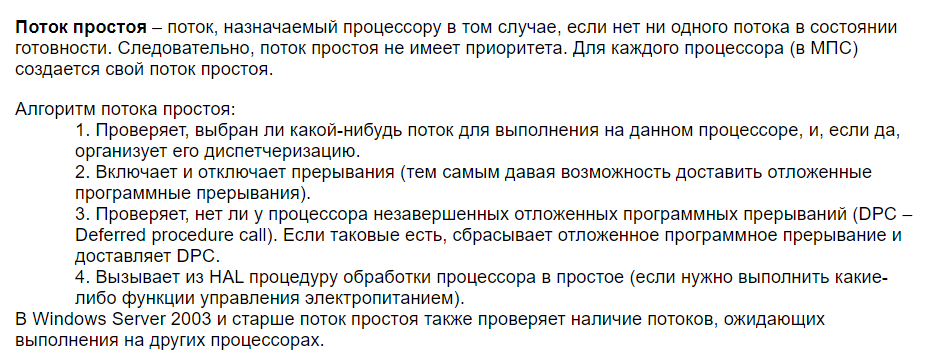 Поток простоя – поток, назначаемый процессору в том случае, если нет ни одного потока в состоянии
готовности. Следовательно, поток простоя не имеет приоритета. Для каждого процессора (в МПС)
создается свой поток простоя.
Алгоритм потока простоя:
1. Проверяет, выбран ли какой-нибудь поток для выполнения на данном процессоре, и, если да,
организует его диспетчеризацию.
2. Включает и отключает прерывания (тем самым давая возможность доставить отложенные
программные прерывания).
3. Проверяет, нет ли у процессора незавершенных отложенных программных прерываний (DPC –
Deferred procedure call). Если таковые есть, сбрасывает отложенное программное прерывание и
доставляет DPC.
4. Вызывает из HAL процедуру обработки процессора в простое (если нужно выполнить какие-
либо функции управления электропитанием).
В Windows Server 2003 и старше поток простоя также проверяет наличие потоков, ожидающих
выполнения на других процессорах.